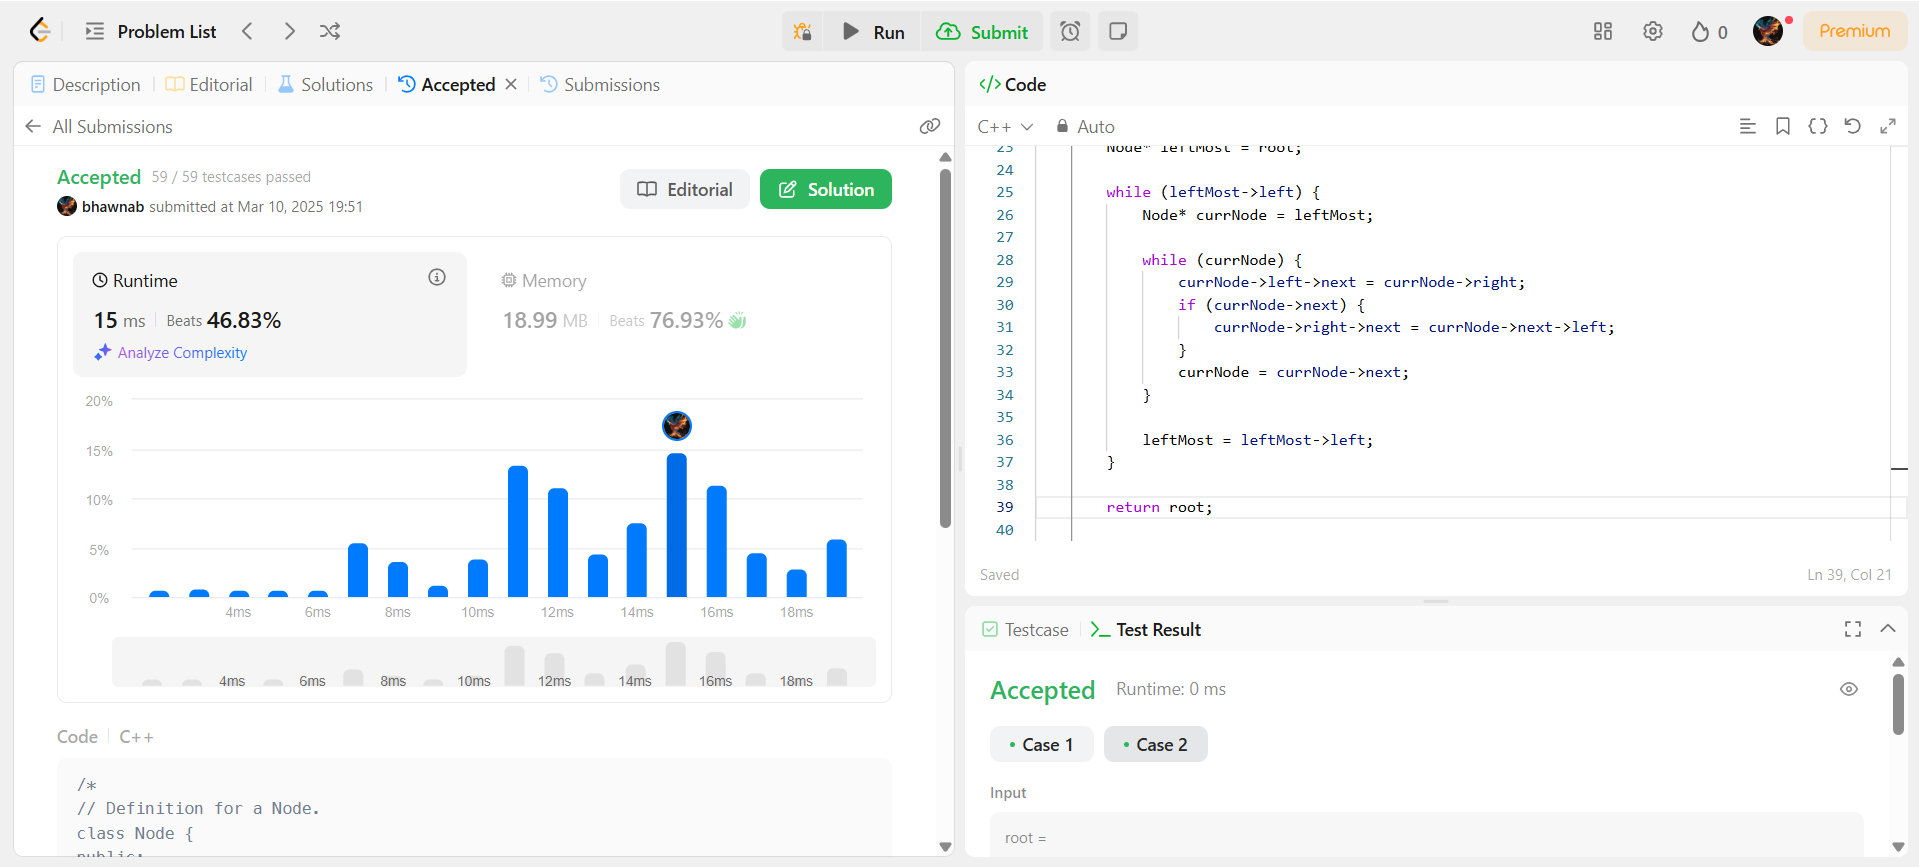 Problem List
Run
Submit
0
Premium
Description
Editorial
Solutions
Accepted
Submissions
All Submissions
Accepted 59 / 59 testcases passed
bhawnab submitted at Mar 10, 2025 19:51
Editorial
Solution
Runtime
15 ms Beats 46.83%
Analyze Complexity
Memory
18.99 MB Beats 76.93%
20%
15%
10%
5%
0%
4ms 6ms 8ms 10ms 12ms 14ms 16ms 18ms
4ms 6ms 8ms 10ms 12ms 14ms 16ms 18ms
Code C++
/*
// Definition for a Node.
class Node {
public:
</> Code
C++ Auto
23 Node* leftMost = root;
24
25 while (leftMost->left) {
26 Node* currNode = leftMost;
27
28 while (currNode) {
29 currNode->left->next = currNode->right;
30 if (currNode->next) {
31 currNode->right->next = currNode->next->left;
32 }
33 currNode = currNode->next;
34 }
35
36 leftMost = leftMost->left;
37 }
38
39 return root;
40
Saved
Ln 39, Col 21
Testcase
Test Result
Accepted Runtime: 0 ms
Case 1
Case 2
Input
root =